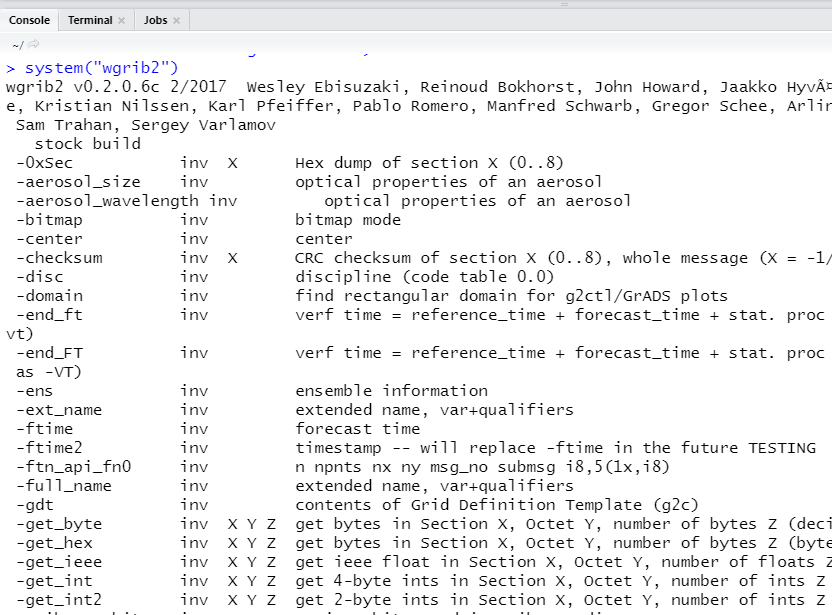 Console Terminal × Jobs ×
~/
> system("wgrib2")
wgrib2 v0.2.0.6c 2/2017  Wesley Ebisuzaki, Reinoud Bokhorst, John Howard, Jaakko HyvÃ¤
e, Kristian Nilssen, Karl Pfeiffer, Pablo Romero, Manfred Schwarb, Gregor Schee, Arlin
Sam Trahan, Sergey Varlamov
stock build
-0xSec inv X Hex dump of section X (0..8)
-aerosol_size inv optical properties of an aerosol
-aerosol_wavelength inv optical properties of an aerosol
-bitmap inv bitmap mode
-center inv center
-checksum inv X CRC checksum of section X (0..8), whole message (X = -1/
-disc inv discipline (code table 0.0)
-domain inv find rectangular domain for g2ctl/GrADS plots
-end_ft inv verf time = reference_time + forecast_time + stat. proc
vt)
-end_FT inv verf time = reference_time + forecast_time + stat. proc
as -VT)
-ens inv ensemble information
-ext_name inv extended name, var+qualifiers
-ftime inv forecast time
-ftime2 inv timestamp -- will replace -ftime in the future TESTING
-ftn_api_fn0 inv n npnts nx ny msg_no submsg i8,5(1x,i8)
-full_name inv extended name, var+qualifiers
-gdt inv contents of Grid Definition Template (g2c)
-get_byte inv X Y Z get bytes in Section X, Octet Y, number of bytes Z (deci
-get_hex inv X Y Z get bytes in Section X, Octet Y, number of bytes Z (byte
-get_ieee inv X Y Z get ieee float in Section X, Octet Y, number of floats Z
-get_int inv X Y Z get 4-byte ints in Section X, Octet Y, number of ints Z
-get_int2 inv X Y Z get 2-byte ints in Section X, Octet Y, number of ints Z